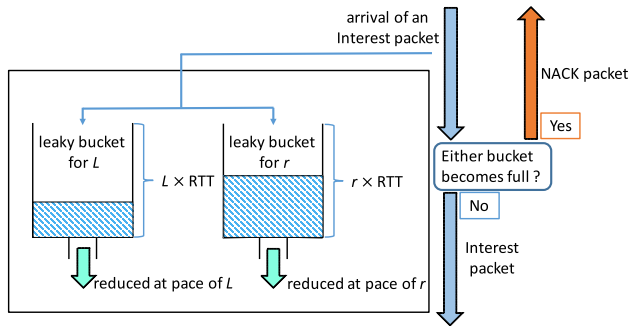 arrival of an
Interest packet
NACK packet
Yes
Either bucket
becomes full ?
No
Interest
packet
leaky bucket
for L
L × RTT
leaky bucket
for r
r × RTT
reduced at pace of L
reduced at pace of r